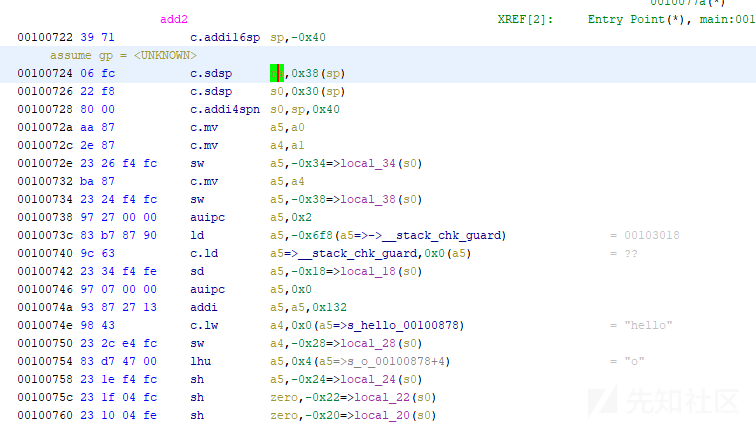 0010077a(*)
add2 XREF[2]: Entry Point(*), main:001
00100722 39 71 c.addi16sp sp,-0x40
assume gp = <UNKNOWN>
00100724 06 fc c.sdsp ,0x38(sp)
00100726 22 f8 c.sdsp s0,0x30(sp)
00100728 80 00 c.addi4spn s0,sp,0x40
0010072a aa 87 c.mv a5,a0
0010072c 2e 87 c.mv a4,a1
0010072e 23 26 f4 fc sw a5,-0x34=>local_34(s0)
00100732 ba 87 c.mv a5,a4
00100734 23 24 f4 fc sw a5,-0x38=>local_38(s0)
00100738 97 27 00 00 auipc a5,0x2
0010073c 83 b7 87 90 ld a5,-0x6f8(a5=>->__stack_chk_guard) = 00103018
00100740 9c 63 c.ld a5=>__stack_chk_guard,0x0(a5) = ??
00100742 23 34 f4 fe sd a5,-0x18=>local_18(s0)
00100746 97 07 00 00 auipc a5,0x0
0010074a 93 87 27 13 addi a5,a5,0x132
0010074e 98 43 c.lw a4,0x0(a5=>s_hello_00100878) = "hello"
00100750 23 2c e4 fc sw a4,-0x28=>local_28(s0)
00100754 83 d7 47 00 lhu a5,0x4(a5=>s_o_00100878+4) = "o"
00100758 23 1e f4 fc sh a5,-0x24=>local_24(s0)
0010075c 23 1f 04 fc sh zero,-0x22=>local_22(s0)
00100760 23 10 04 fe sh zero,-0x20=>local_20(s0)
先知社区